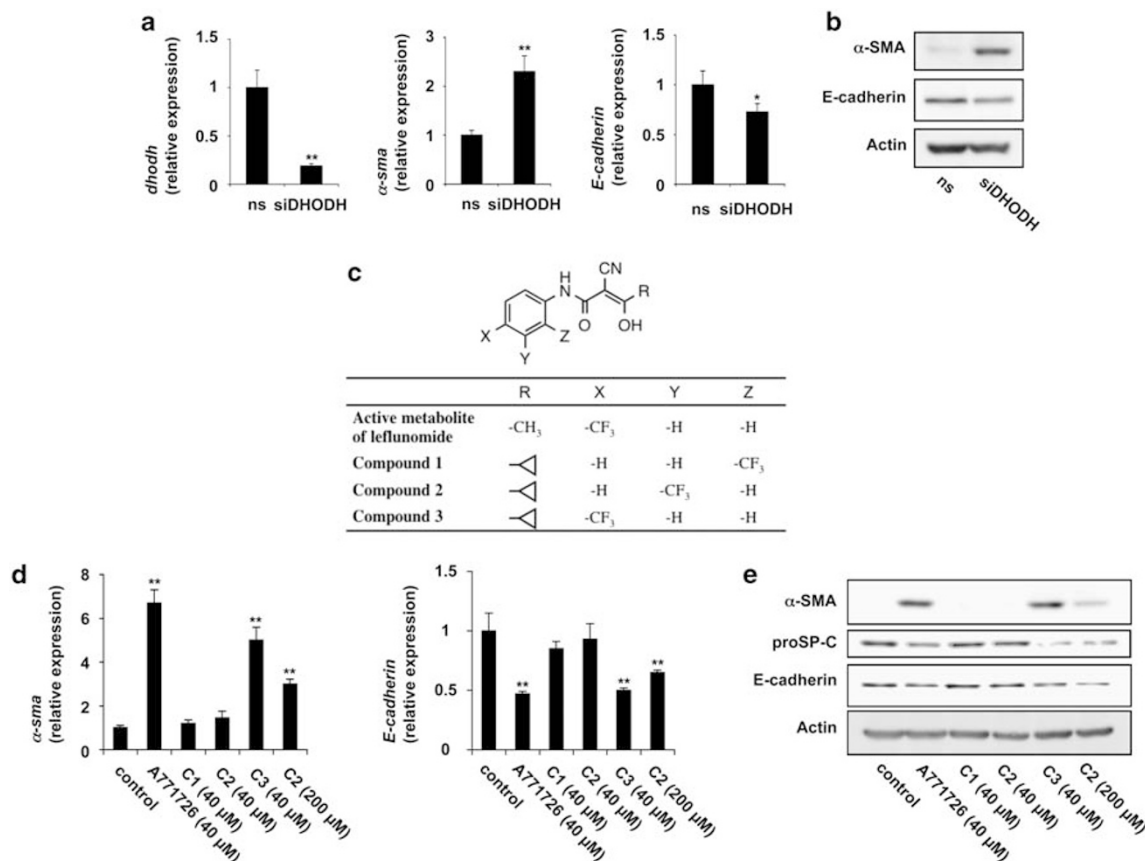 a
dhodh
(relative expression)
1.5
1
0.5
0
ns siDHODH
**
α-sma
(relative expression)
3
2
1
0
ns siDHODH
**
E-cadherin
(relative expression)
1.5
1
0.5
0
ns siDHODH
*
b
α-SMA
E-cadherin
Actin
ns
siDHODH
c
H
N
CN
R
O
OH
X
Y
Z
R X Y Z
Active metabolite
of leflunomide -CH₃ -CF₃ -H -H
Compound 1 -H -H -CF₃
Compound 2 -H -CF₃ -H
Compound 3 -CF₃ -H -H
d
α-sma
(relative expression)
8
6
4
2
0
**
**
**
control
A771726 (40 μM)
C1 (40 μM)
C2 (40 μM)
C3 (40 μM)
C2 (200 μM)
E-cadherin
(relative expression)
1.5
1
0.5
0
**
**
**
control
A771726 (40 μM)
C1 (40 μM)
C2 (40 μM)
C3 (40 μM)
C2 (200 μM)
e
α-SMA
proSP-C
E-cadherin
Actin
control
A771726 (40 μM)
C1 (40 μM)
C2 (40 μM)
C3 (40 μM)
C2 (200 μM)